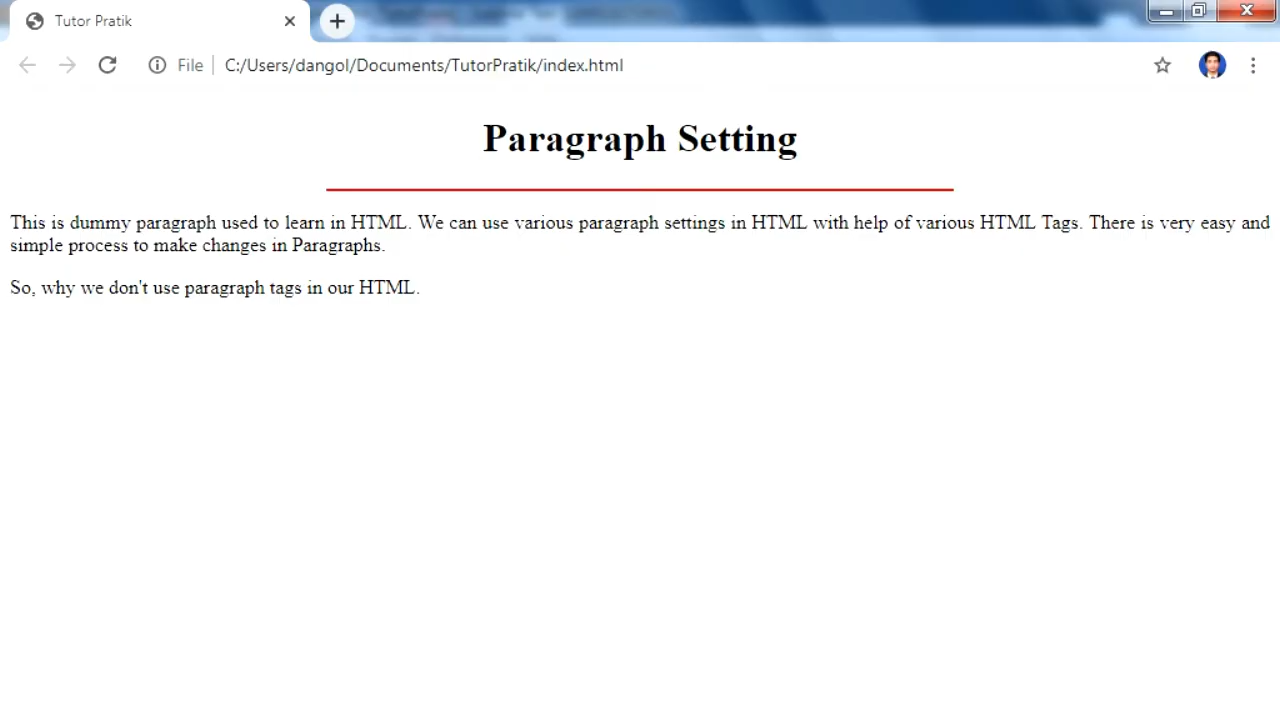 Tutor Pratik
File
C:/Users/dangol/Documents/TutorPratik/index.html
Paragraph Setting
This is dummy paragraph used to learn in HTML. We can use various paragraph settings in HTML with help of various HTML Tags. There is very easy and
simple process to make changes in Paragraphs.
So, why we don't use paragraph tags in our HTML.